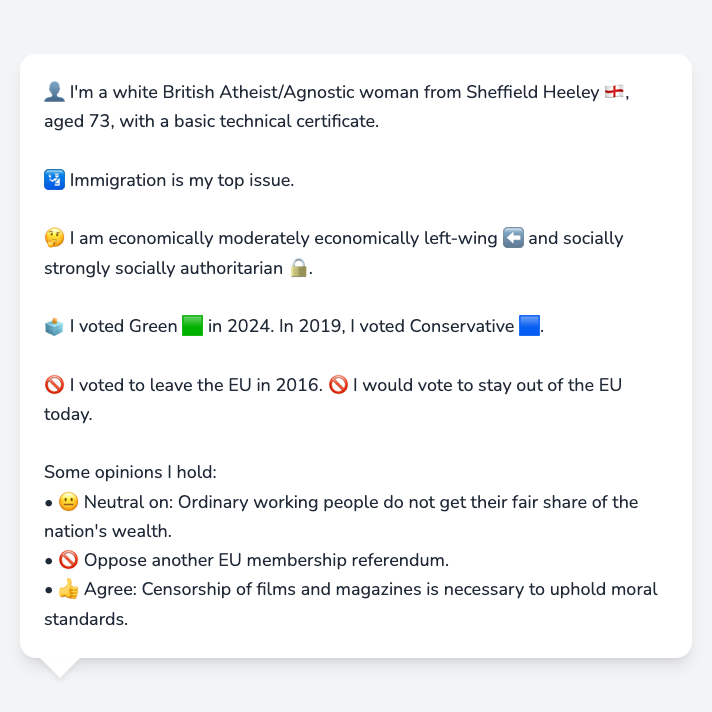 👤 I'm a white British Atheist/Agnostic woman from Sheffield Heeley 🏴󠁧󠁢󠁥󠁮󠁧󠁿,
aged 73, with a basic technical certificate.
🛂 Immigration is my top issue.
🤔 I am economically moderately economically left-wing ⬅️ and socially
strongly socially authoritarian 🔒.
🗳️ I voted Green 🟩 in 2024. In 2019, I voted Conservative 🟦.
🚫 I voted to leave the EU in 2016. 🚫 I would vote to stay out of the EU
today.
Some opinions I hold:
• 😐 Neutral on: Ordinary working people do not get their fair share of the
nation's wealth.
• 🚫 Oppose another EU membership referendum.
• 👍 Agree: Censorship of films and magazines is necessary to uphold moral
standards.